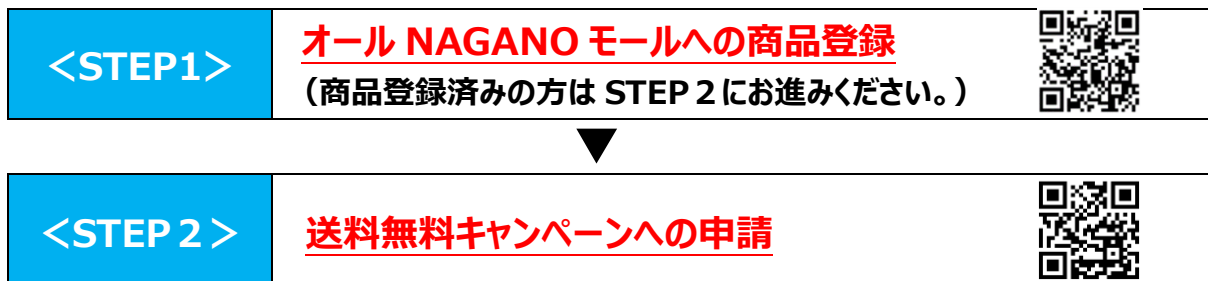 ＜STEP1＞
オール NAGANO モールへの商品登録
（商品登録済みの方は STEP２にお進みください。）
▼
＜STEP２＞
送料無料キャンペーンへの申請